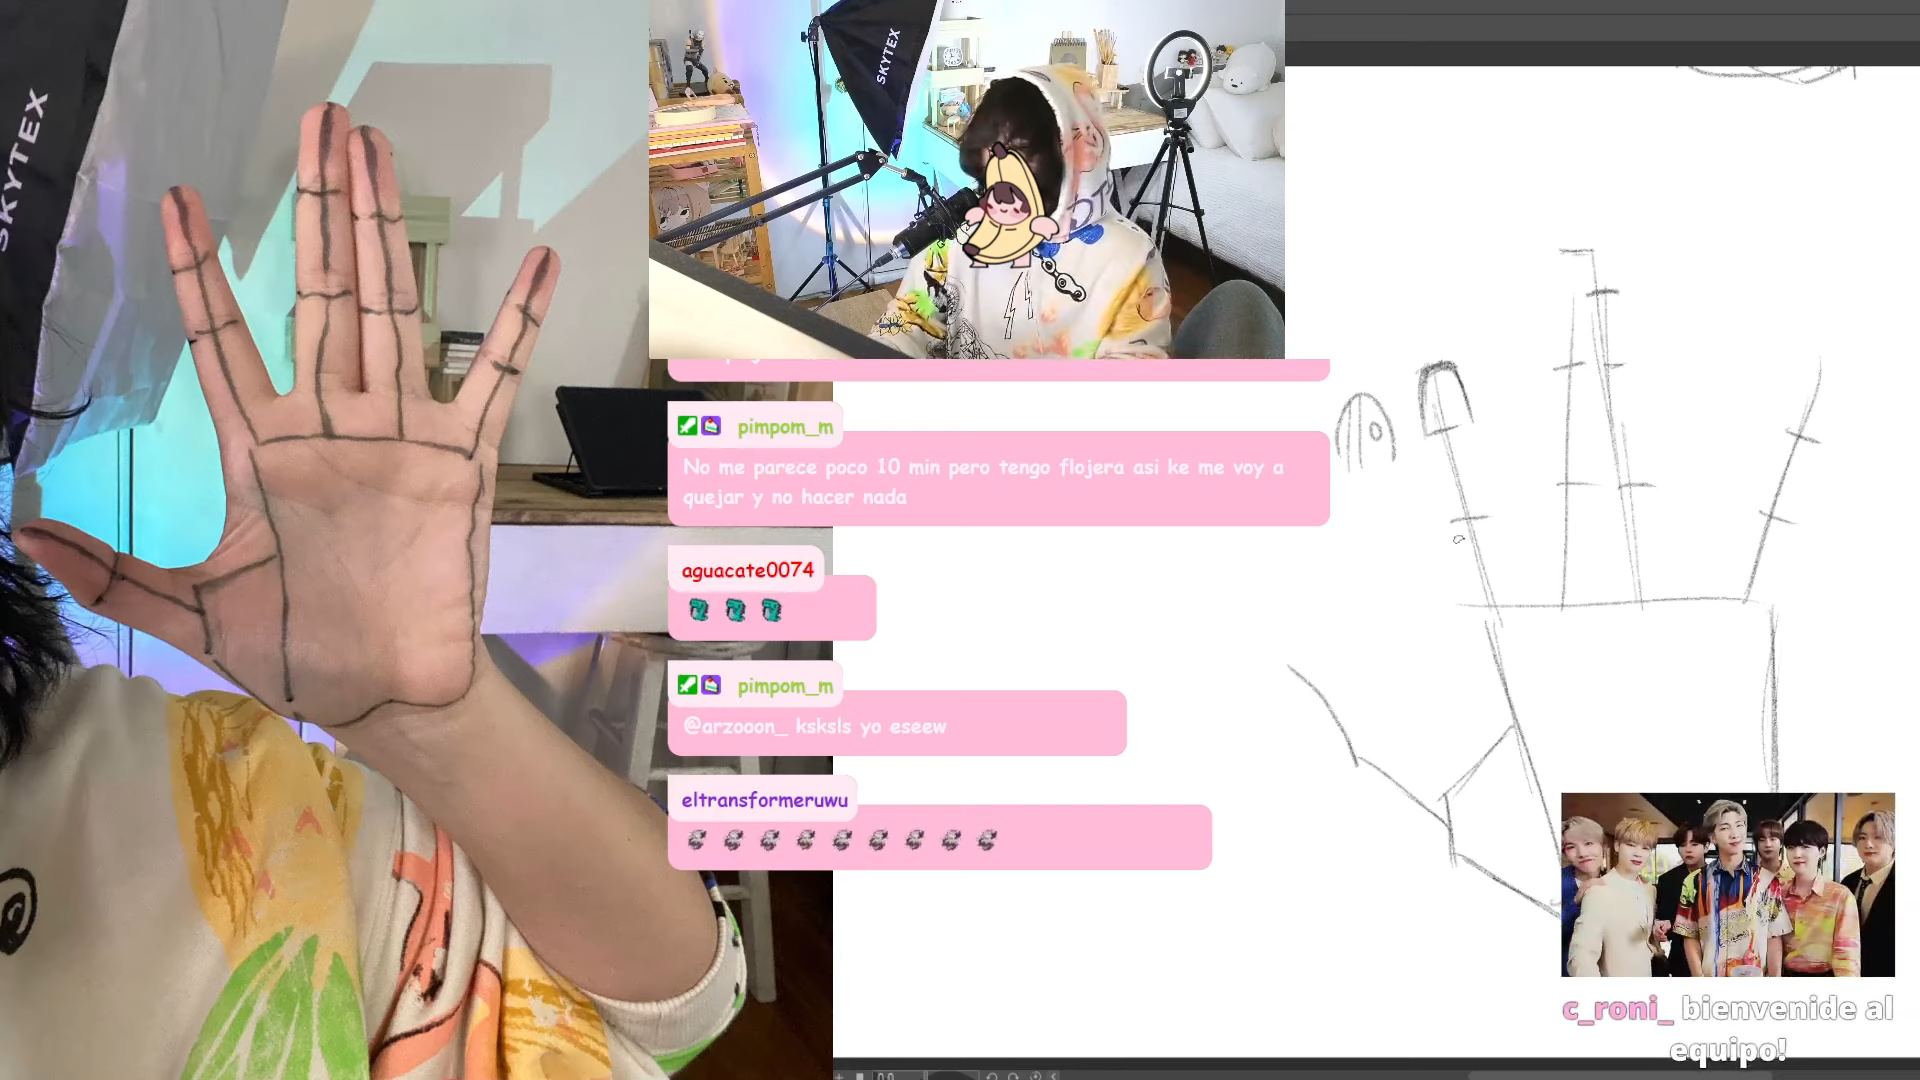 SKYTEX
SKYTEX
pimpom_m
No me parece poco 10 min pero tengo flojera asi ke me voy a
quejar y no hacer nada
aguacate0074
pimpom_m
@arzooon_ ksksls yo eseew
eltransformeruwu
c_roni_ bienvenide al
equipo!